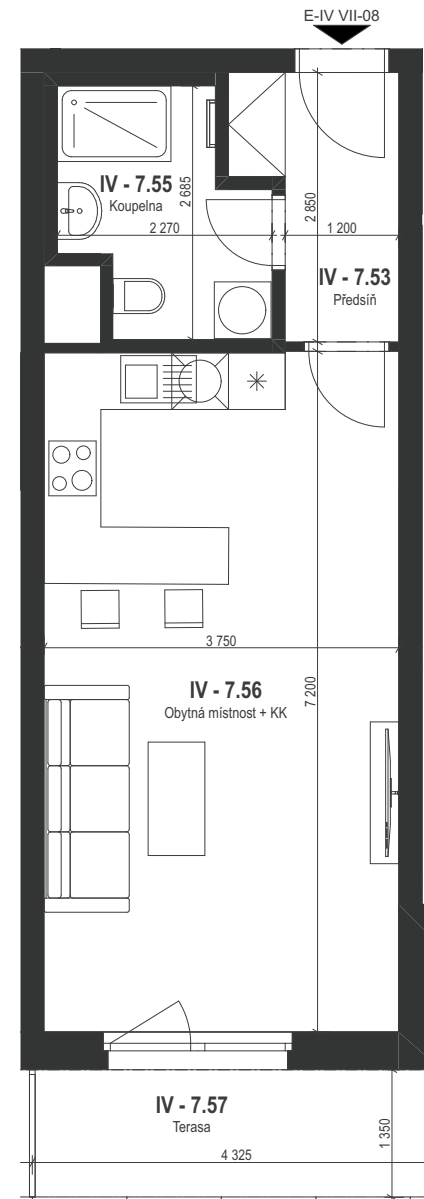 E-IV VII-08
IV - 7.55
Koupelna
2 685
2 270
2 850
1 200
IV - 7.53
Předsíň
3 750
IV - 7.56
Obytná místnost + KK
7 200
IV - 7.57
Terasa
1 350
4 325